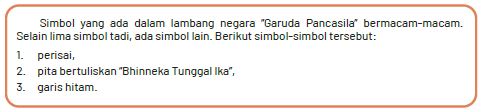 Simbol yang ada dalam lambang negara "Garuda Pancasila" bermacam-macam.
Selain lima simbol tadi, ada simbol lain. Berikut simbol-simbol tersebut:
1. perisai,
2. pita bertuliskan "Bhinneka Tunggal Ika",
3. garis hitam.